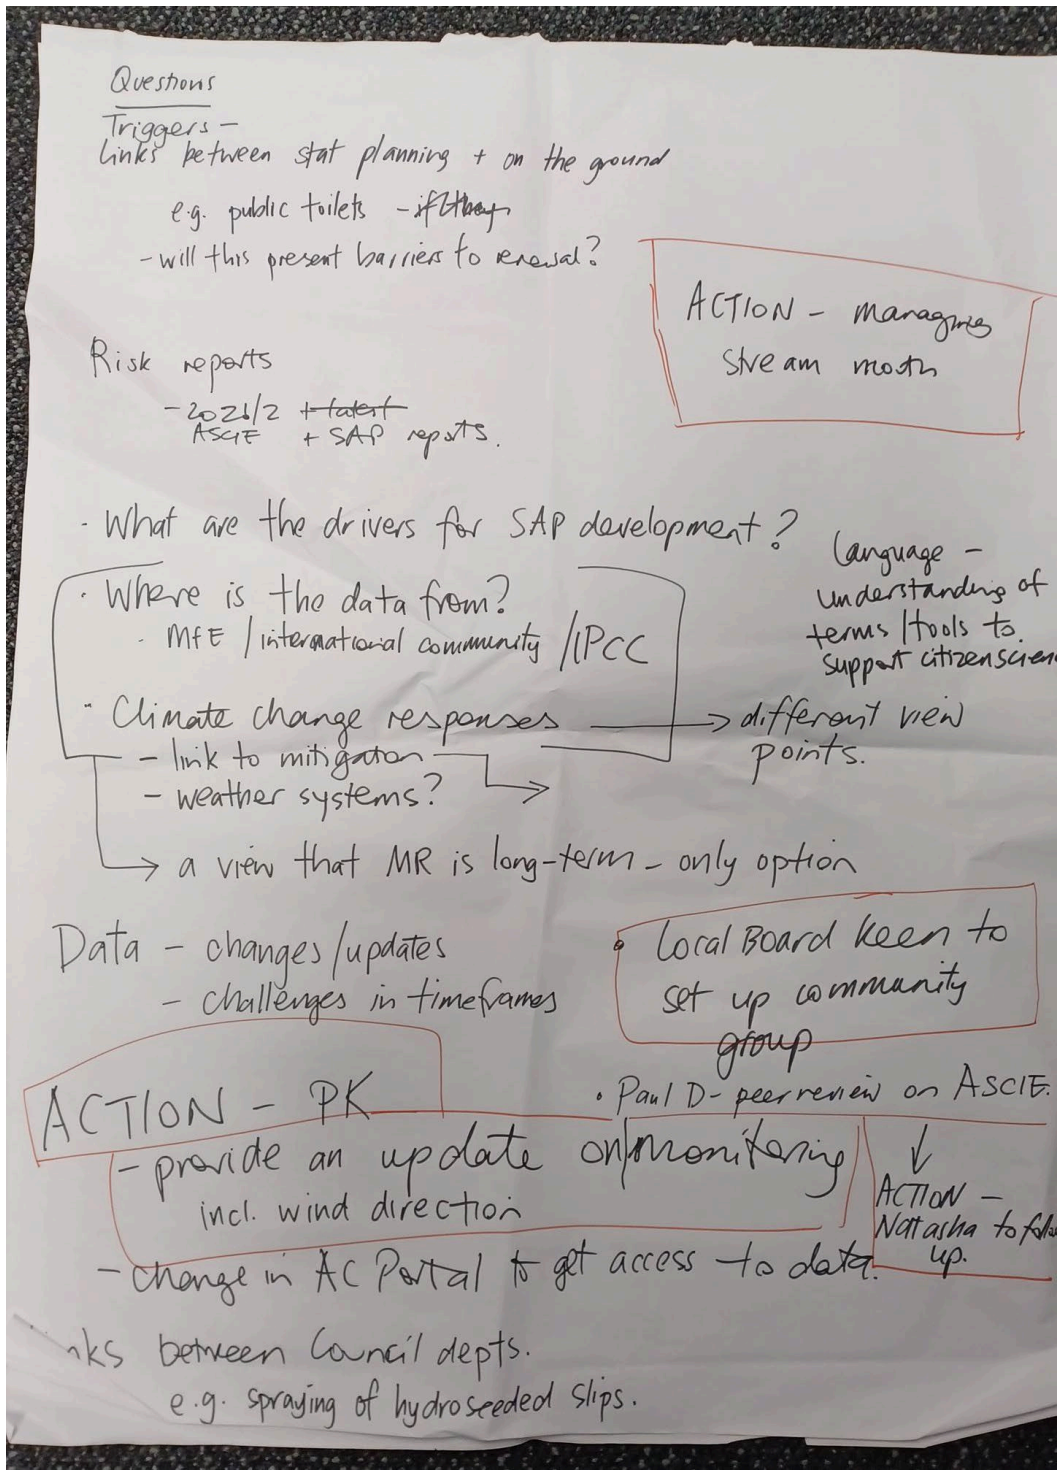 Questions
Triggers -
Links between stat planning + on the ground
e.g. public toilets - if they
- will this present barriers to renewal?
ACTION - managing
stream mouth
Risk reports
- 2021/2 + latest
ASCIE + SAP reports.
· What are the drivers for SAP development?
Language -
understanding of
terms/tools to
support citizen scien
· Where is the data from?
· MfE / international community / IPCC
· Climate change responses → different view
points.
- link to mitigation →
- weather systems?
→ a view that MR is long-term - only option
Data - changes/updates
- challenges in timeframes
• Local Board keen to
set up community
group
• Paul D - peer review on ASCIE.
↓
ACTION -
Natasha to follo
up.
ACTION - PK
- provide an update on monitoring
incl. wind direction
- change in AC Portal to get access to data.
nks between Council depts.
e.g. spraying of hydroseeded slips.